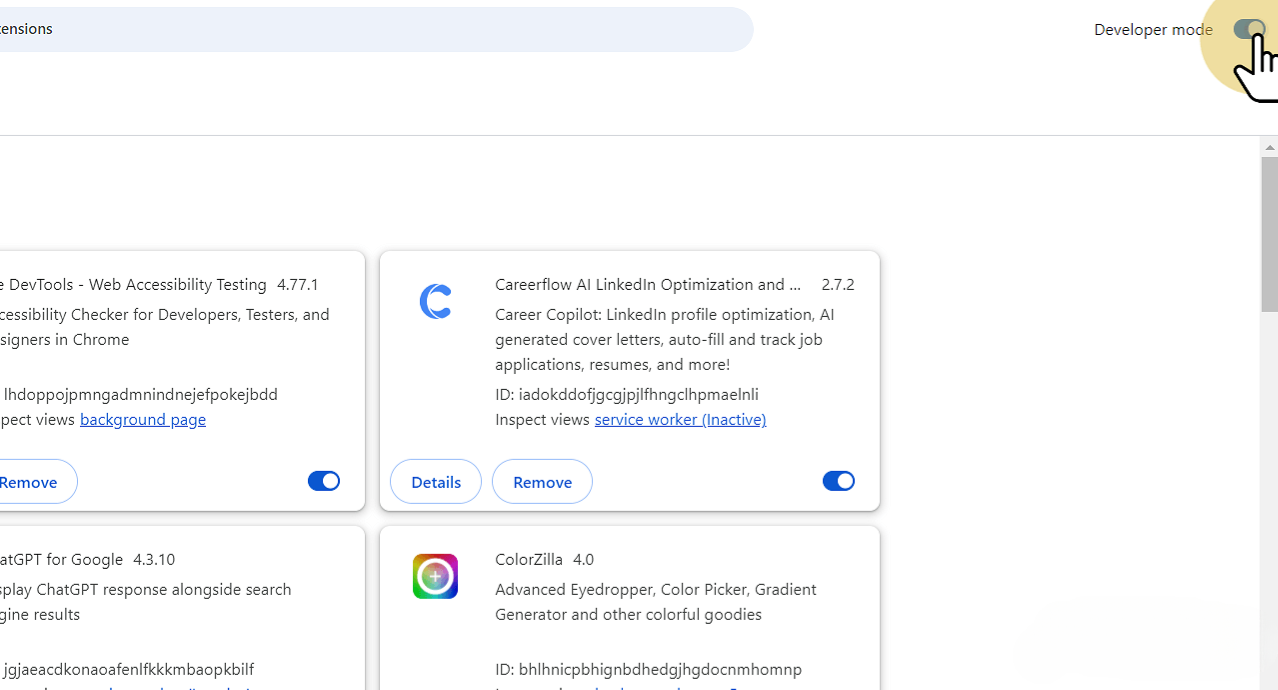 tensions
Developer mode
e DevTools - Web Accessibility Testing 4.77.1
cessibility Checker for Developers, Testers, and
signers in Chrome
lhdoppojpmngadmnindnejefpokejbdd
pect views background page
Remove
Careerflow AI LinkedIn Optimization and ... 2.7.2
Career Copilot: LinkedIn profile optimization, AI
generated cover letters, auto-fill and track job
applications, resumes, and more!
ID: iadokddofjgcgjpjlfhngclhpmaelnli
Inspect views service worker (Inactive)
Details Remove
atGPT for Google 4.3.10
splay ChatGPT response alongside search
gine results
jgjaeacdkonaoafenlfkkkmbaopkbilf
ColorZilla 4.0
Advanced Eyedropper, Color Picker, Gradient
Generator and other colorful goodies
ID: bhlhnicpbhignbdhedgjhgdocnmhomnp